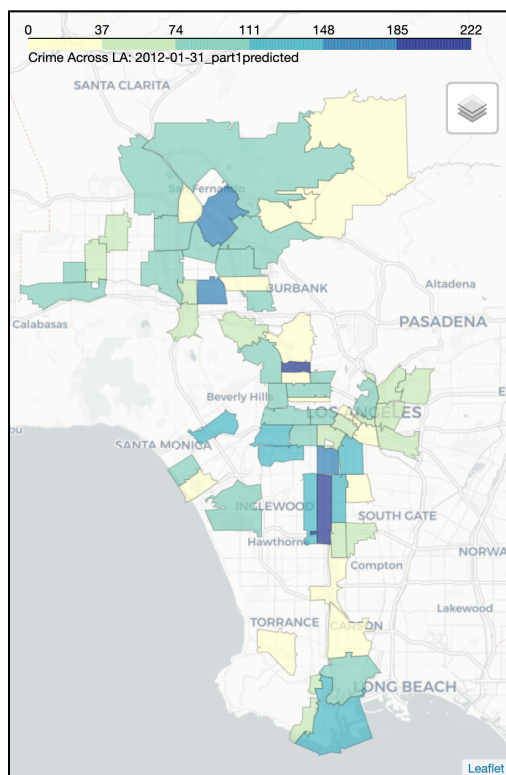 0 37 74 111 148 185 222
Crime Across LA: 2012-01-31_part1predicted
SANTA CLARITA
San Fernando
BURBANK
Altadena
Calabasas
PASADENA
Beverly Hills
LOS ANGELES
SANTA MONICA
INGLEWOOD
SOUTH GATE
Hawthorne
NORWA
Compton
Lakewood
TORRANCE
CARSON
LONG BEACH
Leaflet